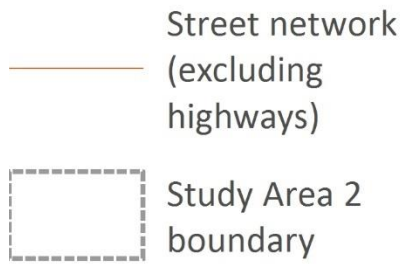 Street network
(excluding
highways)
Study Area 2
boundary